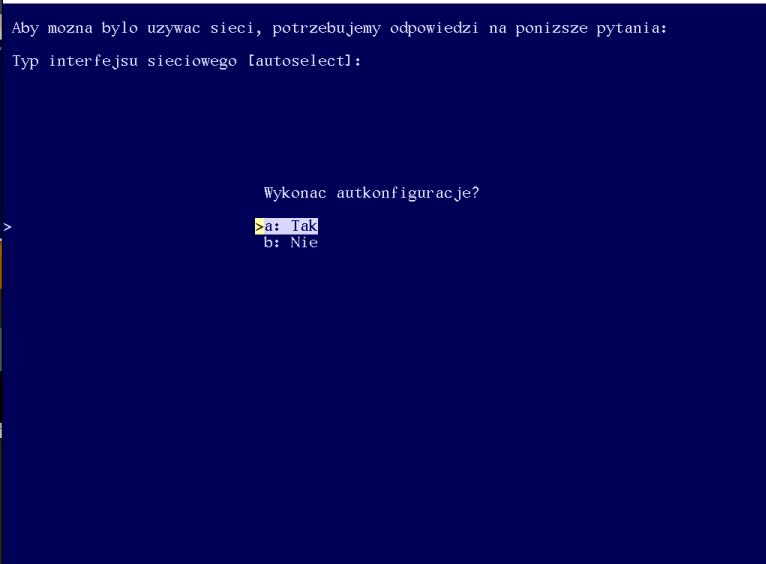 Aby mozna bylo uzywac sieci, potrzebujemy odpowiedzi na ponizsze pytania:
Typ interfejsu sieciowego [autoselect]:
Wykonac autkonfiguracje?
>
>a: Tak
b: Nie